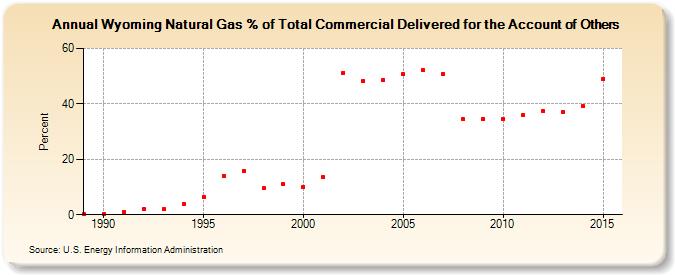 Annual Wyoming Natural Gas % of Total Commercial Delivered for the Account of Others
Percent
60
40
20
0
1990 1995 2000 2005 2010 2015
Source: U.S. Energy Information Administration